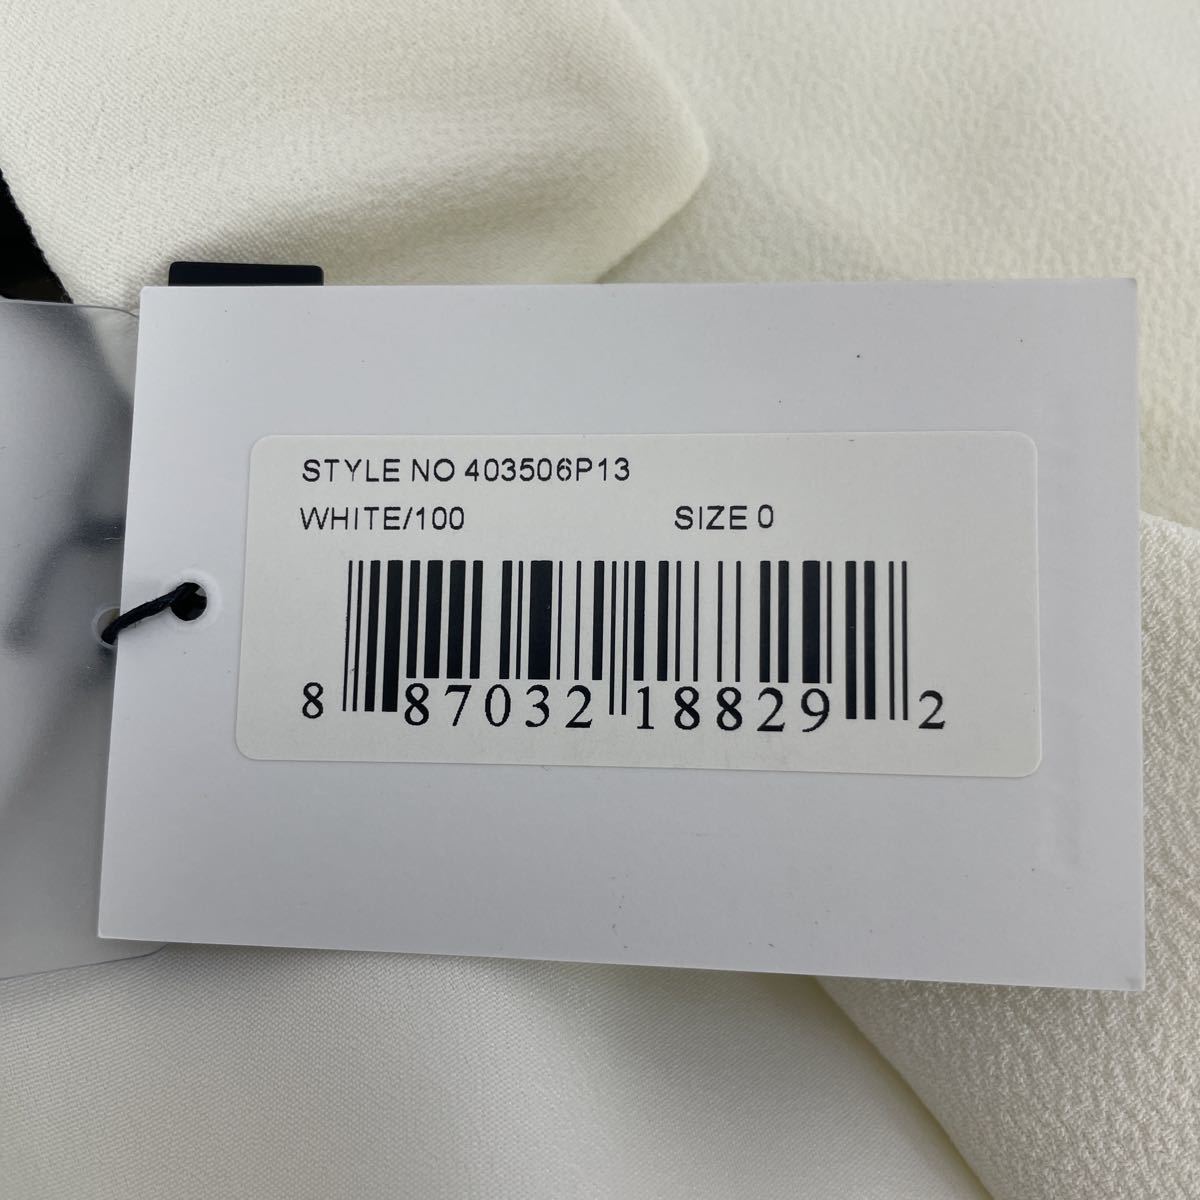 STYLE NO 403506P13
WHITE/100 SIZE 0
8 87032 18829 2